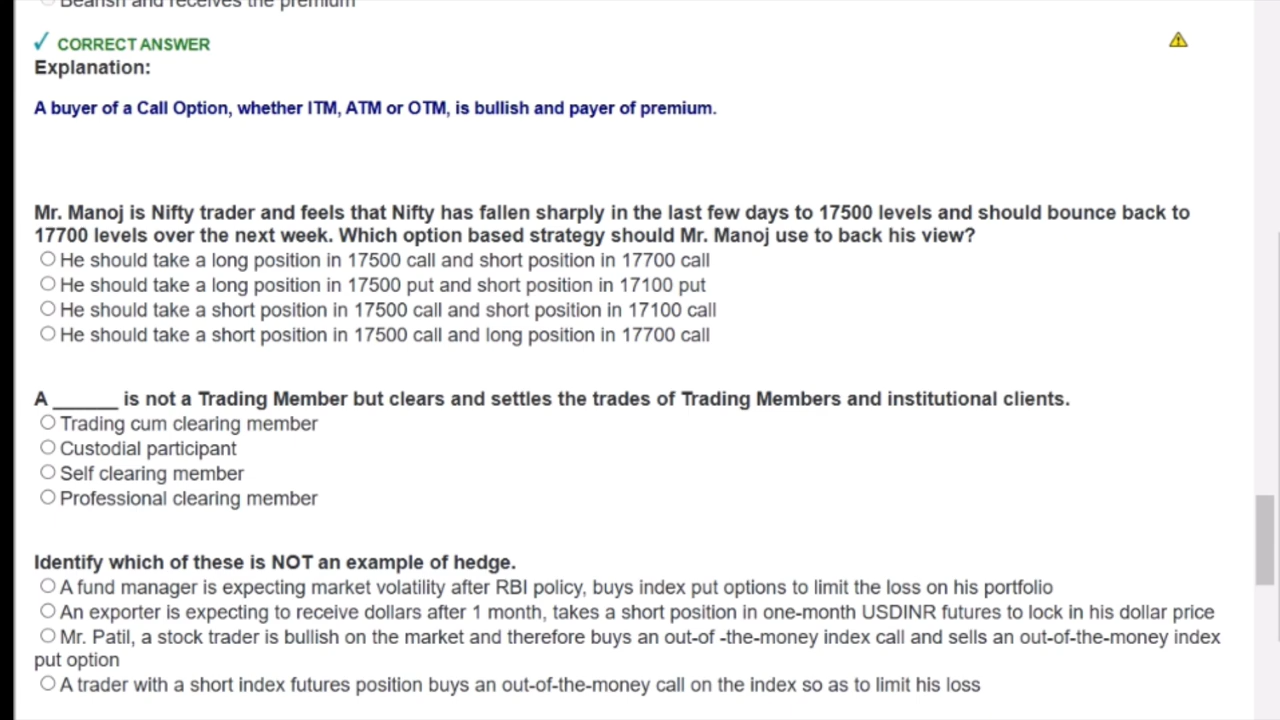 Bearish and receives the premium
CORRECT ANSWER
Explanation:
A buyer of a Call Option, whether ITM, ATM or OTM, is bullish and payer of premium.
Mr. Manoj is Nifty trader and feels that Nifty has fallen sharply in the last few days to 17500 levels and should bounce back to
17700 levels over the next week. Which option based strategy should Mr. Manoj use to back his view?
He should take a long position in 17500 call and short position in 17700 call
He should take a long position in 17500 put and short position in 17100 put
He should take a short position in 17500 call and short position in 17100 call
He should take a short position in 17500 call and long position in 17700 call
A ______ is not a Trading Member but clears and settles the trades of Trading Members and institutional clients.
Trading cum clearing member
Custodial participant
Self clearing member
Professional clearing member
Identify which of these is NOT an example of hedge.
A fund manager is expecting market volatility after RBI policy, buys index put options to limit the loss on his portfolio
An exporter is expecting to receive dollars after 1 month, takes a short position in one-month USDINR futures to lock in his dollar price
Mr. Patil, a stock trader is bullish on the market and therefore buys an out-of -the-money index call and sells an out-of-the-money index
put option
A trader with a short index futures position buys an out-of-the-money call on the index so as to limit his loss